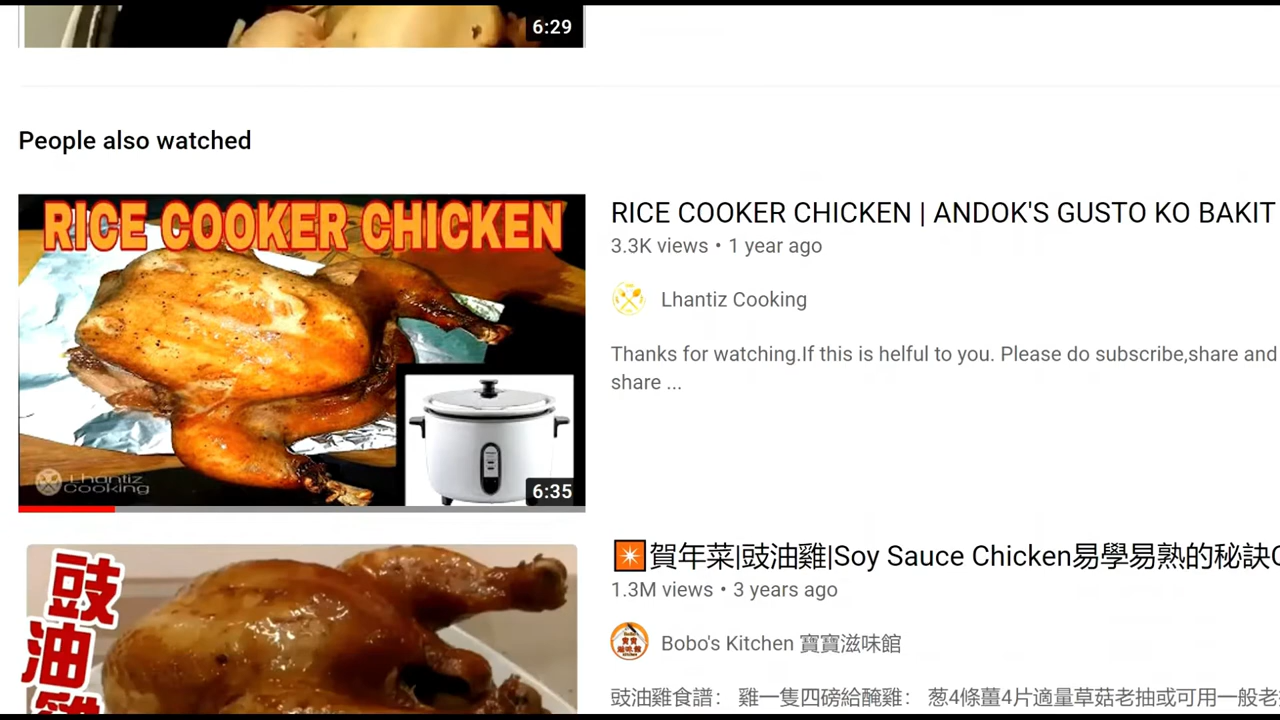 6:29
People also watched
RICE COOKER CHICKEN
Lhantiz
Cooking
6:35
RICE COOKER CHICKEN | ANDOK'S GUSTO KO BAKIT
3.3K views • 1 year ago
Lhantiz Cooking
Thanks for watching.If this is helful to you. Please do subscribe,share and
share ...
豉油雞
💥賀年菜|豉油雞|Soy Sauce Chicken易學易熟的秘訣
1.3M views • 3 years ago
Bobo's Kitchen 寶寶滋味館
豉油雞食譜： 雞一隻四磅給醃雞： 葱4條薑4片適量草菇老抽或可用一般老